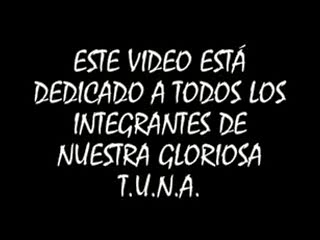 ESTE VIDEO ESTÁ
DEDICADO A TODOS LOS
INTEGRANTES DE
NUESTRA GLORIOSA
T.U.N.A.